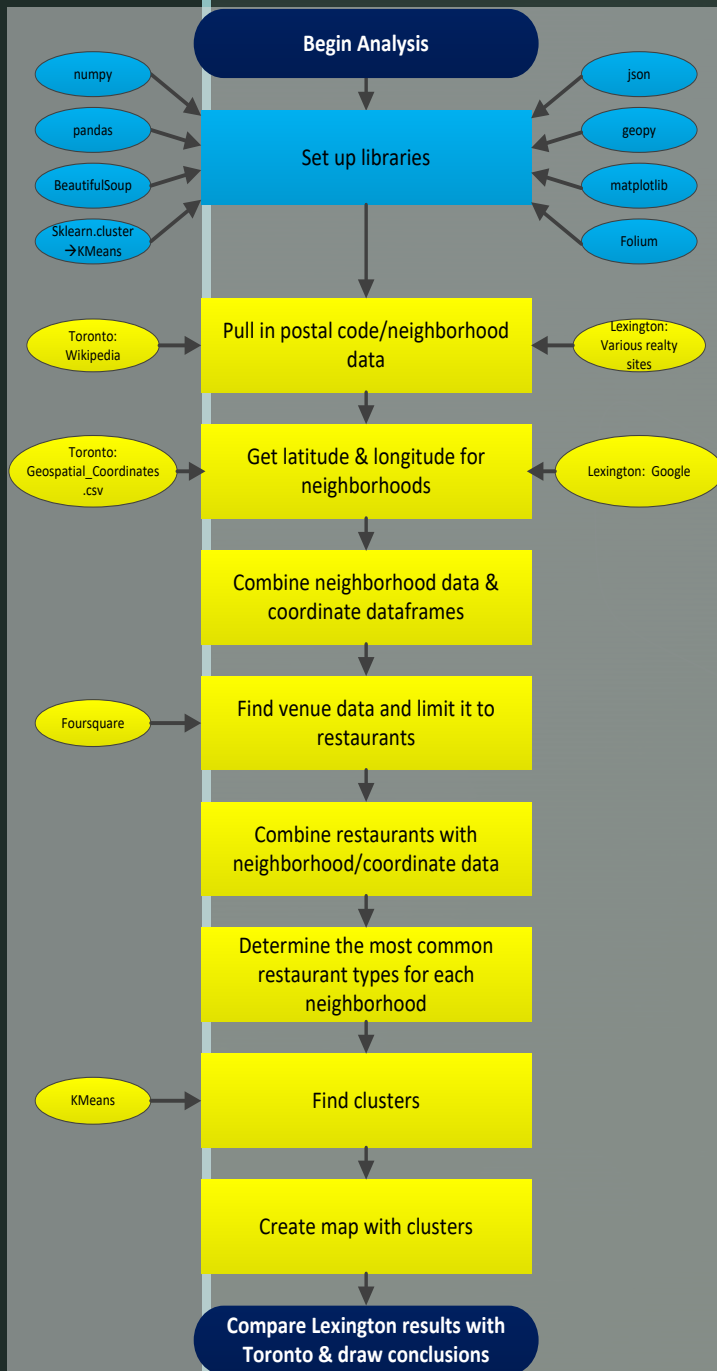 Begin Analysis
numpy
json
pandas
geopy
Set up libraries
BeautifulSoup
matplotlib
Sklearn.cluster
→KMeans
Folium
Toronto:
Wikipedia
Pull in postal code/neighborhood
data
Lexington:
Various realty
sites
Toronto:
Geospatial_Coordinates
.csv
Get latitude & longitude for
neighborhoods
Lexington: Google
Combine neighborhood data &
coordinate dataframes
Foursquare
Find venue data and limit it to
restaurants
Combine restaurants with
neighborhood/coordinate data
Determine the most common
restaurant types for each
neighborhood
KMeans
Find clusters
Create map with clusters
Compare Lexington results with
Toronto & draw conclusions